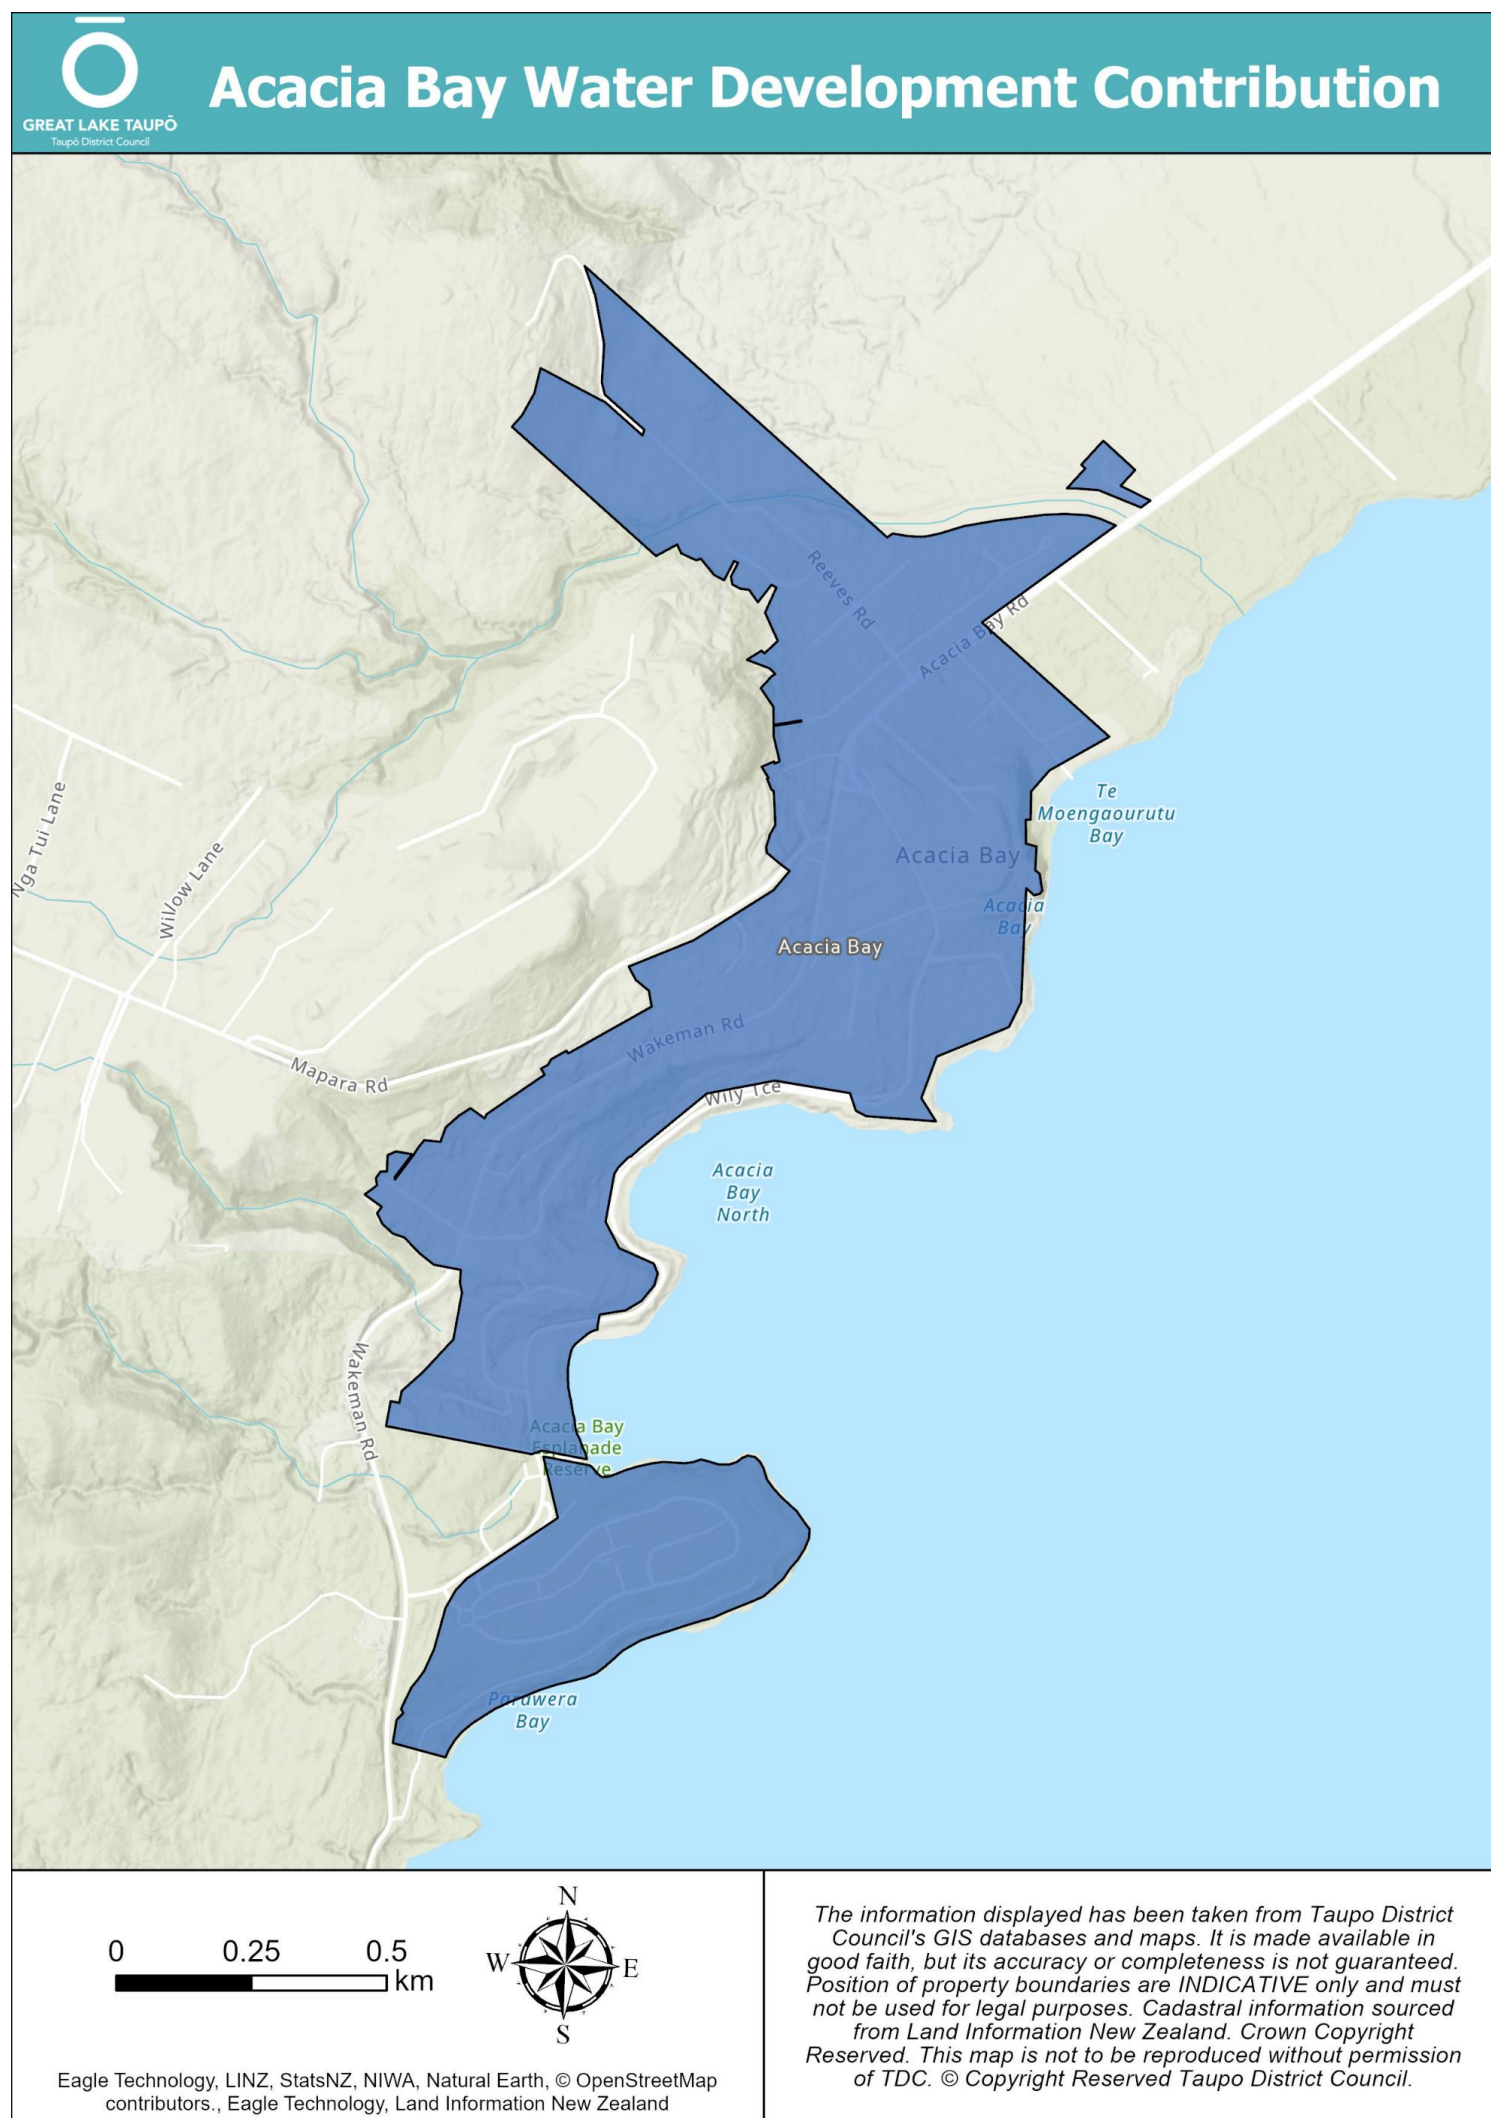 GREAT LAKE TAUPŌ
Taupō District Council
Acacia Bay Water Development Contribution
Reeves Rd
Acacia Bay Rd
Te
Moengaourutu
Bay
Nga Tui Lane
Willow Lane
Acacia Bay
Acacia
Bay
Acacia Bay
Wakeman Rd
Mapara Rd
Wily Tce
Acacia
Bay
North
Wakeman Rd
Acacia Bay
Esplanade
Reserve
Parawera
Bay
0 0.25 0.5
km
N
W E
S
Eagle Technology, LINZ, StatsNZ, NIWA, Natural Earth, © OpenStreetMap
contributors., Eagle Technology, Land Information New Zealand
The information displayed has been taken from Taupo District
Council's GIS databases and maps. It is made available in
good faith, but its accuracy or completeness is not guaranteed.
Position of property boundaries are INDICATIVE only and must
not be used for legal purposes. Cadastral information sourced
from Land Information New Zealand. Crown Copyright
Reserved. This map is not to be reproduced without permission
of TDC. © Copyright Reserved Taupo District Council.